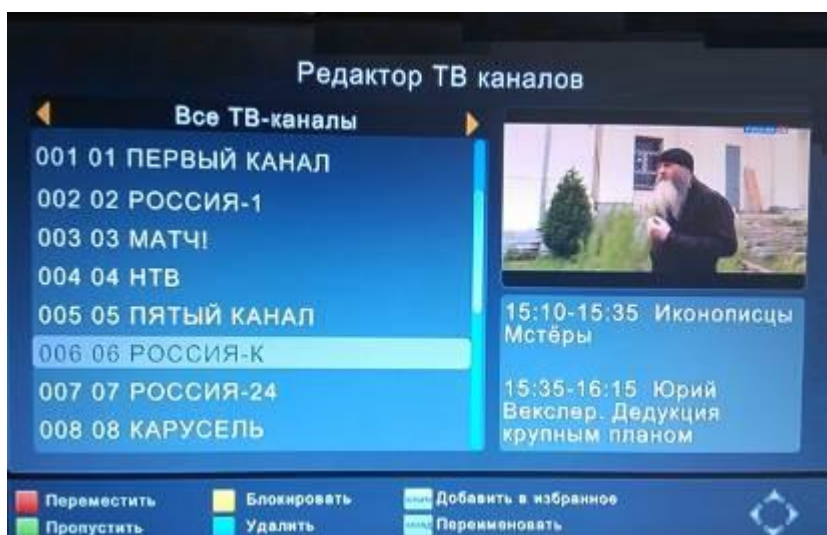 Редактор ТВ каналов
Все ТВ-каналы
001 01 ПЕРВЫЙ КАНАЛ
002 02 РОССИЯ-1
003 03 МАТЧ!
004 04 НТВ
005 05 ПЯТЫЙ КАНАЛ
006 06 РОССИЯ-К
007 07 РОССИЯ-24
008 08 КАРУСЕЛЬ
15:10-15:35 Иконописцы
Мстёры
15:35-16:15 Юрий
Векслер. Дедукция
крупным планом
Переместить
Блокировать
Добавить в избранное
Пропустить
Удалить
Переименовать